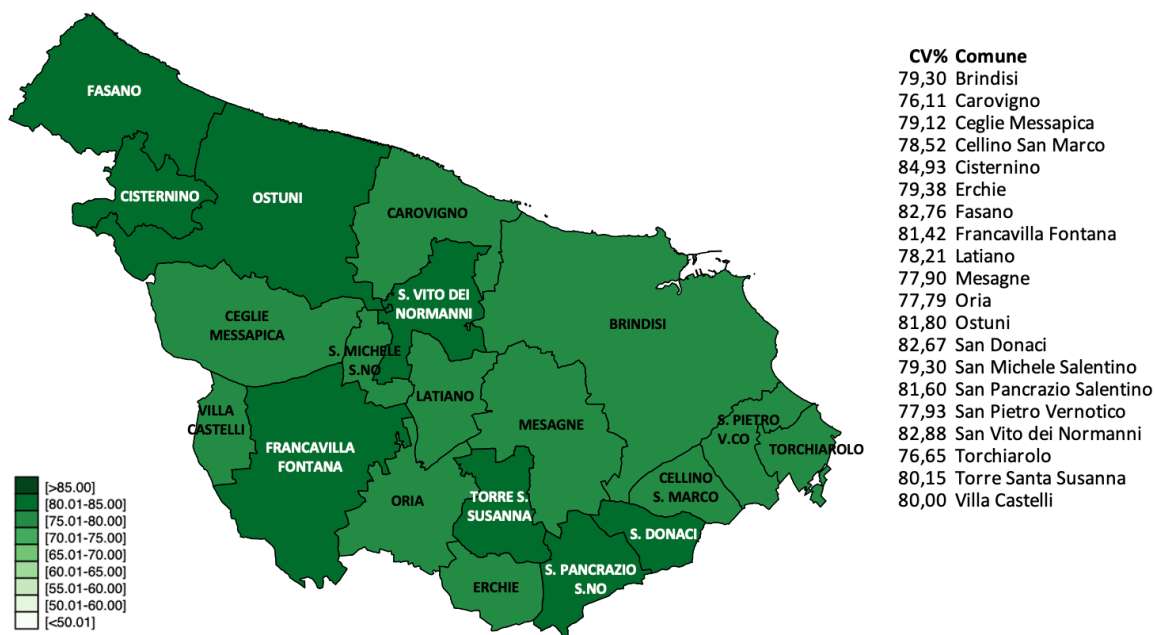 FASANO
CISTERNINO
OSTUNI
CAROVIGNO
S. VITO DEI
NORMANNI
CEGLIE
MESSAPICA
BRINDISI
S. MICHELE
S.NO
LATIANO
VILLA
CASTELLI
MESAGNE
S. PIETRO
V.CO
TORCHIAROLO
FRANCAVILLA
FONTANA
CELLINO
S. MARCO
ORIA
TORRE S.
SUSANNA
S. DONACI
S. PANCRAZIO
S.NO
ERCHIE
[>85.00]
[80.01-85.00]
[75.01-80.00]
[70.01-75.00]
[65.01-70.00]
[60.01-65.00]
[55.01-60.00]
[50.01-60.00]
[<50.01]
CV% Comune
79,30 Brindisi
76,11 Carovigno
79,12 Ceglie Messapica
78,52 Cellino San Marco
84,93 Cisternino
79,38 Erchie
82,76 Fasano
81,42 Francavilla Fontana
78,21 Latiano
77,90 Mesagne
77,79 Oria
81,80 Ostuni
82,67 San Donaci
79,30 San Michele Salentino
81,60 San Pancrazio Salentino
77,93 San Pietro Vernotico
82,88 San Vito dei Normanni
76,65 Torchiarolo
80,15 Torre Santa Susanna
80,00 Villa Castelli